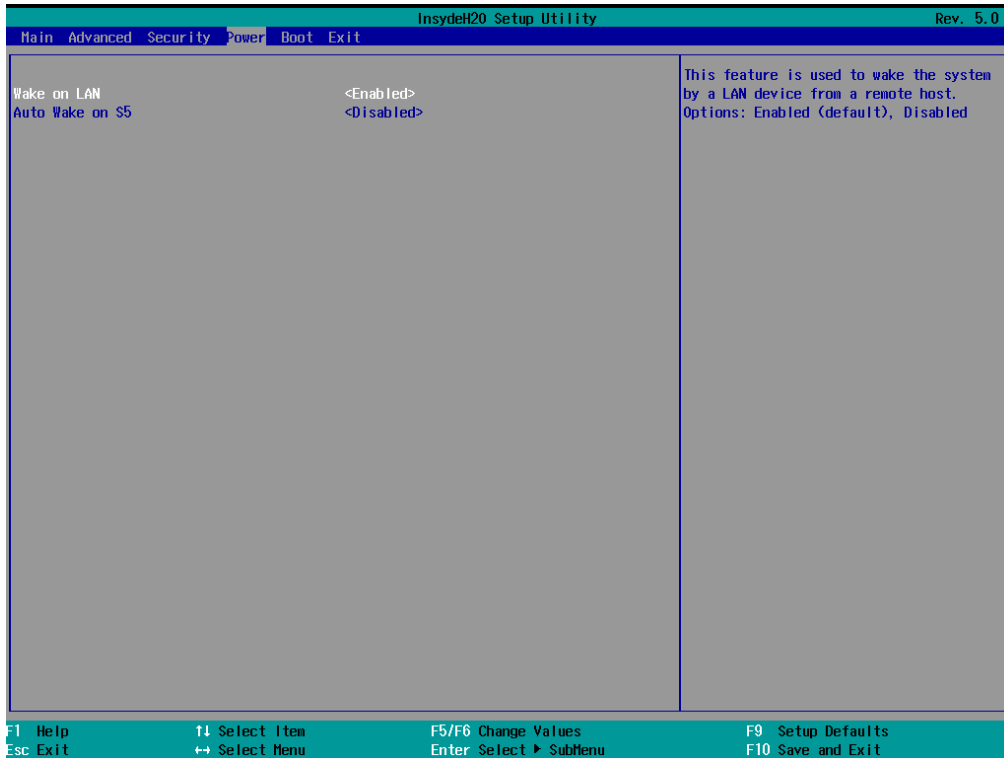 InsydeH20 Setup Utility Rev. 5.0
Main Advanced Security Power Boot Exit
Wake on LAN <Enabled>
Auto Wake on S5 <Disabled>
This feature is used to wake the system
by a LAN device from a remote host.
Options: Enabled (default), Disabled
F1 Help ↑↓ Select Item F5/F6 Change Values F9 Setup Defaults
Esc Exit ↔ Select Menu Enter Select ▶ SubMenu F10 Save and Exit